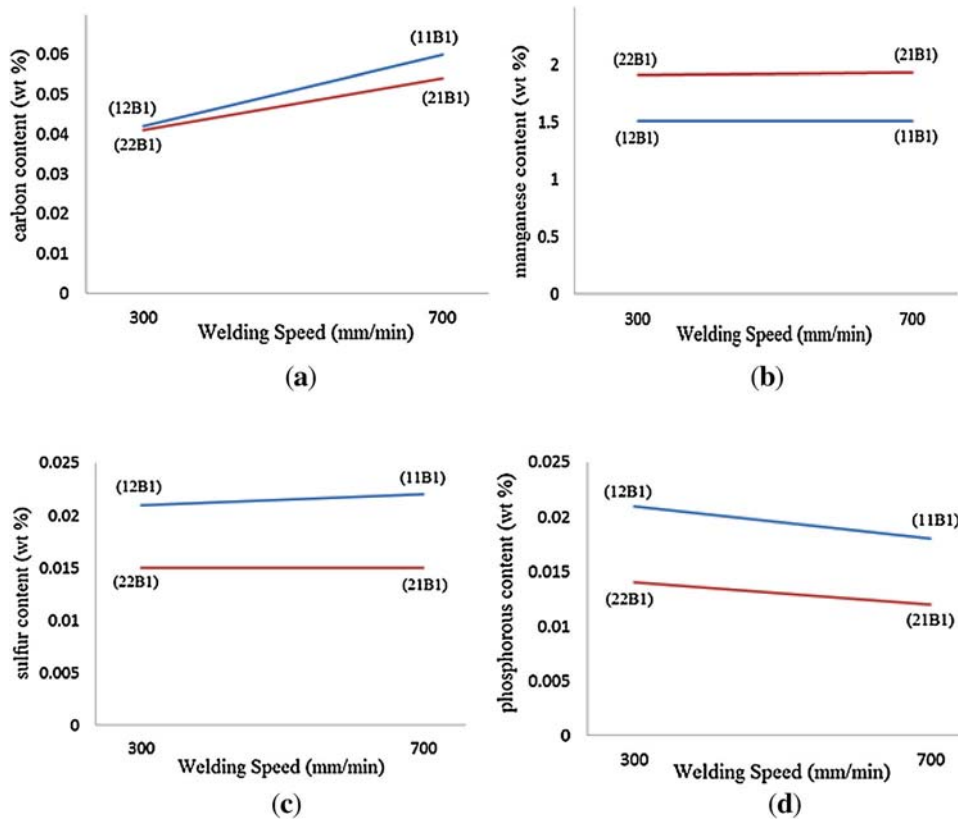 carbon content (wt %)
0.06
0.05
0.04
0.03
0.02
0.01
0
(11B1)
(12B1)
(21B1)
(22B1)
300
700
Welding Speed (mm/min)
(a)
manganese content (wt %)
2
1.5
1
0.5
0
(22B1)
(21B1)
(12B1)
(11B1)
300
700
Welding Speed (mm/min)
(b)
sulfur content (wt %)
0.025
0.02
0.015
0.01
0.005
0
(12B1)
(11B1)
(22B1)
(21B1)
300
700
Welding Speed (mm/min)
(c)
phosphorous content (wt %)
0.025
0.02
0.015
0.01
0.005
0
(12B1)
(11B1)
(22B1)
(21B1)
300
700
Welding Speed (mm/min)
(d)